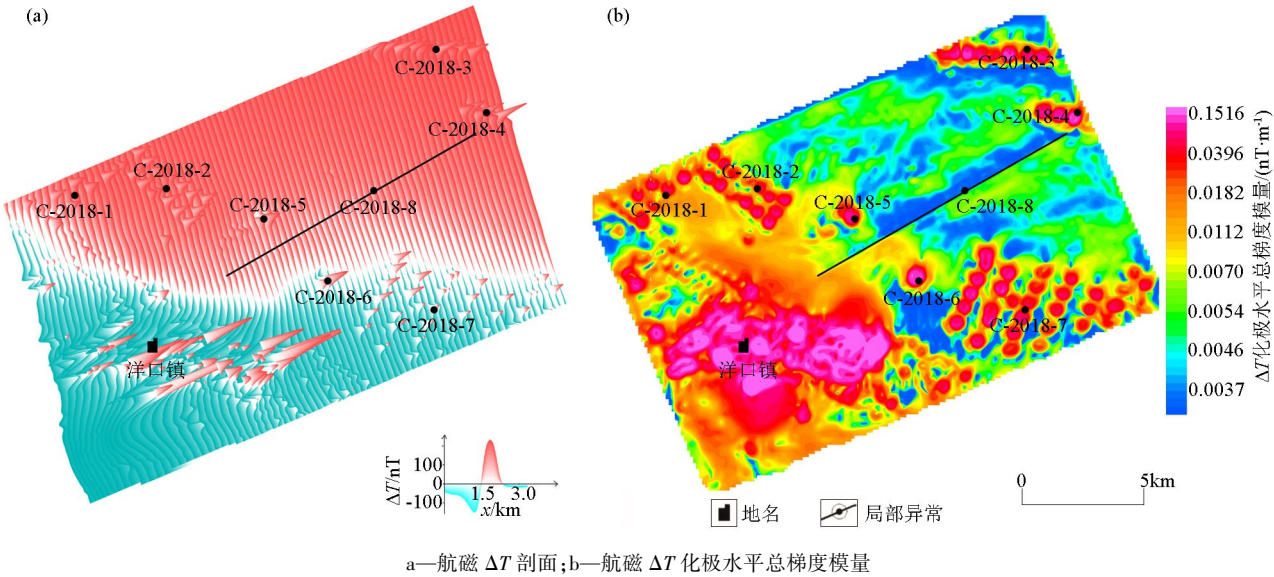 (a)
C-2018-3
C-2018-4
C-2018-2
C-2018-1
C-2018-5
C-2018-8
C-2018-6
C-2018-7
洋口镇
ΔT/nT
100
0
-100
1.5
3.0
x/km
(b)
C-2018-3
C-2018-4
C-2018-2
C-2018-1
C-2018-5
C-2018-8
C-2018-6
C-2018-7
洋口镇
0.1516
0.0396
0.0182
0.0112
0.0070
0.0054
0.0046
0.0037
ΔT化极水平总梯度模量/(nT·m⁻¹)
0 5km
地名 局部异常
a—航磁 ΔT 剖面;b—航磁 ΔT 化极水平总梯度模量